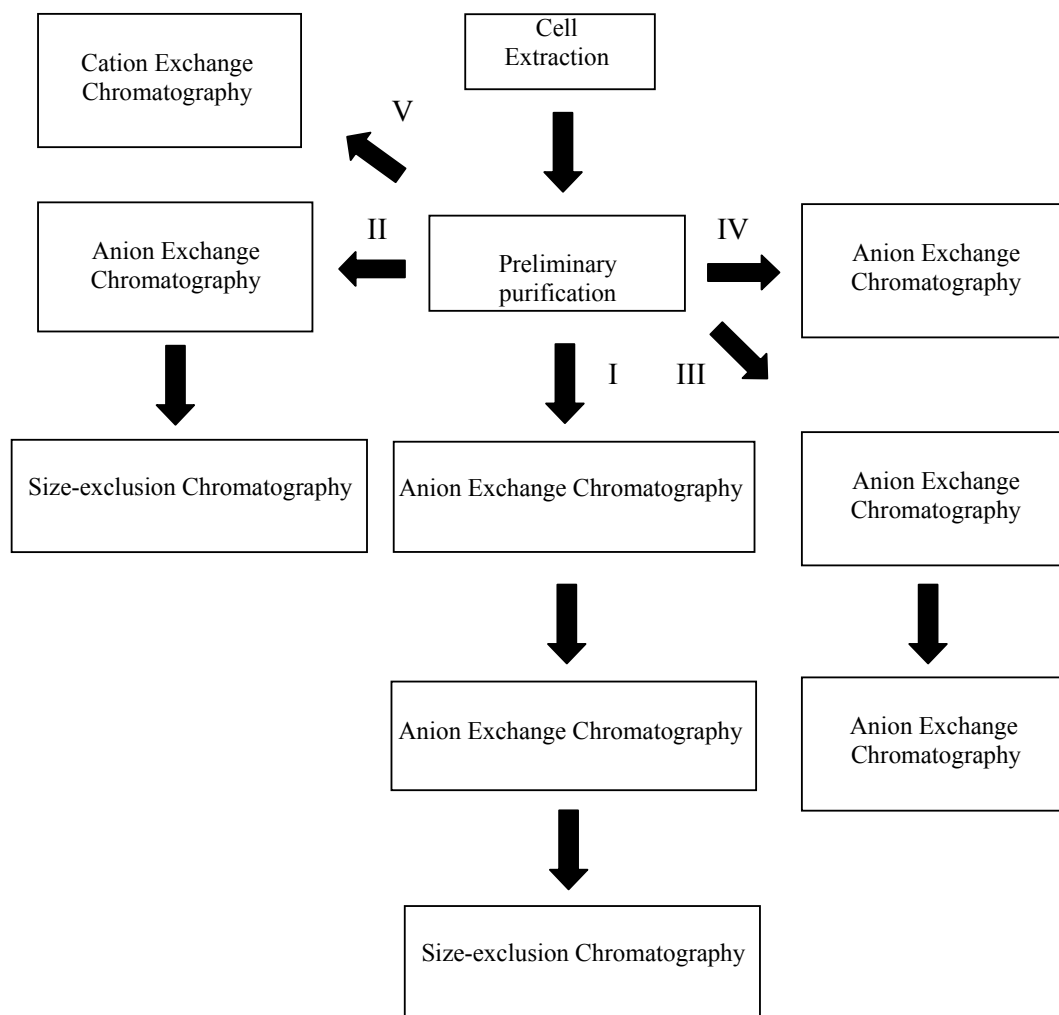 Cell
Extraction
Cation Exchange
Chromatography
V
II
IV
Anion Exchange
Chromatography
Preliminary
purification
Anion Exchange
Chromatography
I
III
Size-exclusion Chromatography
Anion Exchange Chromatography
Anion Exchange
Chromatography
Anion Exchange Chromatography
Anion Exchange
Chromatography
Size-exclusion Chromatography